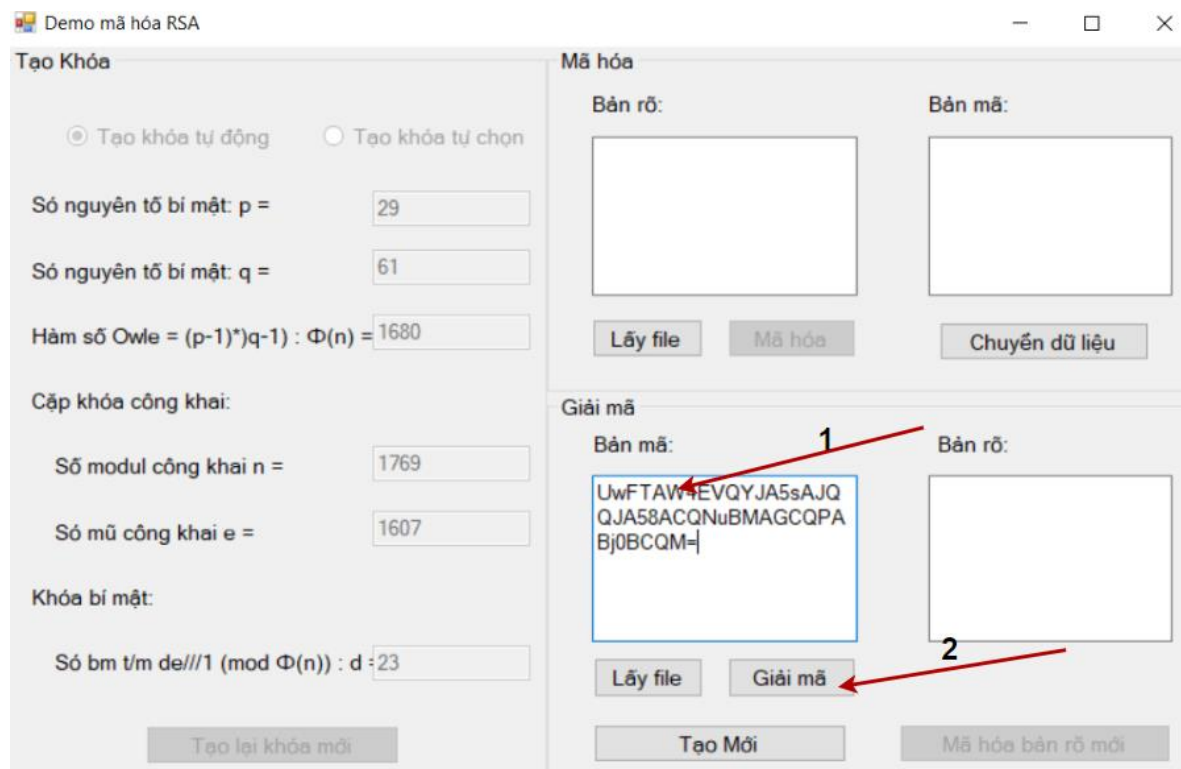 Demo mã hóa RSA
Tạo Khóa
Tạo khóa tự động
Tạo khóa tự chọn
Só nguyên tố bí mật: p =
29
Só nguyên tố bí mật: q =
61
Hàm số Owle = (p-1)*)q-1) : Φ(n) =
1680
Cặp khóa công khai:
Số modul công khai n =
1769
Só mũ công khai e =
1607
Khóa bí mật:
Só bm t/m de///1 (mod Φ(n)) : d =
23
Tạo lại khóa mới
Mã hóa
Bản rõ:
Bản mã:
Lấy file
Mã hóa
Chuyển dữ liệu
Giải mã
Bản mã:
1
Bản rõ:
UwFTAW4EVQYJA5sAJQ
QJA58ACQNuBMAGCQPA
Bj0BCQM=
2
Lấy file
Giải mã
Tạo Mới
Mã hóa bản rõ mới